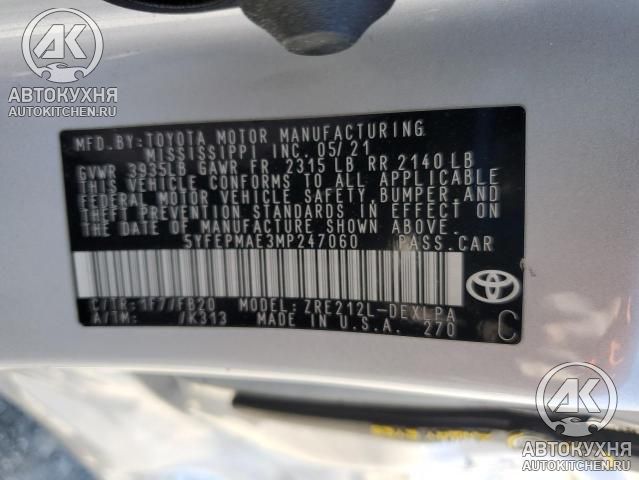 АК
АВТОКУХНЯ
AUTOKITCHEN.RU
MFD.BY:TOYOTA MOTOR MANUFACTURING
MISSISSIPPI INC. 05/21
GVWR 3935LB GAWR FR 2315 LB RR 2140 LB
THIS VEHICLE CONFORMS TO ALL APPLICABLE
FEDERAL MOTOR VEHICLE SAFETY,BUMPER,AND
THEFT PREVENTION STANDARDS IN EFFECT ON
THE DATE OF MANUFACTURE SHOWN ABOVE.
5YFEPMAE3MP247060 PASS.CAR
C/TR:1F7/FB20 MODEL: ZRE212L-DEXLPA
A/TM: /K313 MADE IN U.S.A. 270
C
АК
АВТОКУХНЯ
AUTOKITCHEN.RU